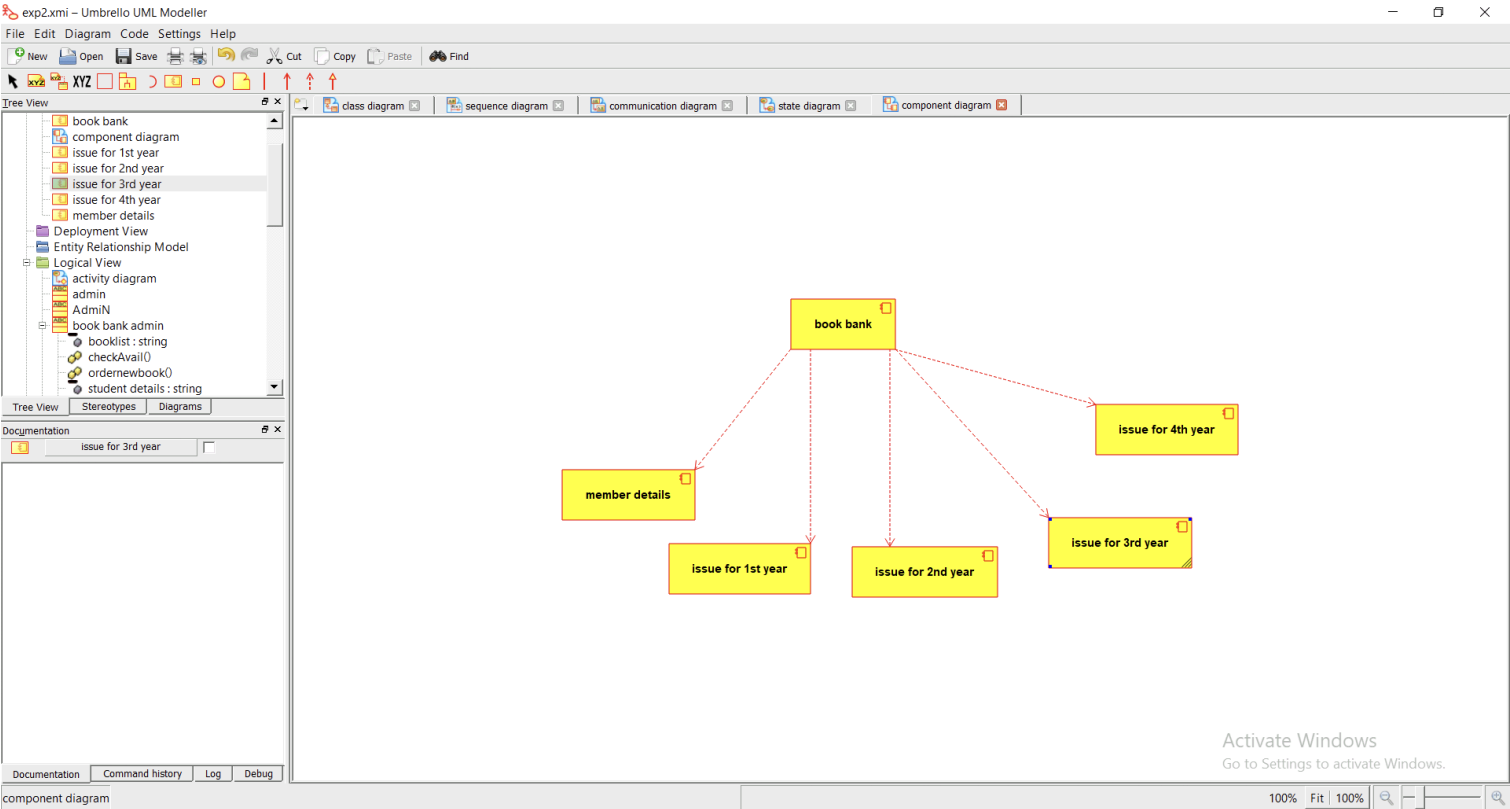 exp2.xmi – Umbrello UML Modeller
File Edit Diagram Code Settings Help
New Open Save Cut Copy Paste Find
XYZ XYZ XYZ
Tree View
class diagram sequence diagram communication diagram state diagram component diagram
book bank
component diagram
issue for 1st year
issue for 2nd year
issue for 3rd year
issue for 4th year
member details
Deployment View
Entity Relationship Model
Logical View
activity diagram
ABC admin
ABC AdmiN
ABC book bank admin
booklist : string
checkAvail()
ordernewbook()
student details : string
Tree View Stereotypes Diagrams
Documentation
issue for 3rd year
book bank
issue for 4th year
member details
issue for 3rd year
issue for 1st year
issue for 2nd year
Activate Windows
Go to Settings to activate Windows.
Documentation Command history Log Debug
component diagram
100% Fit 100%